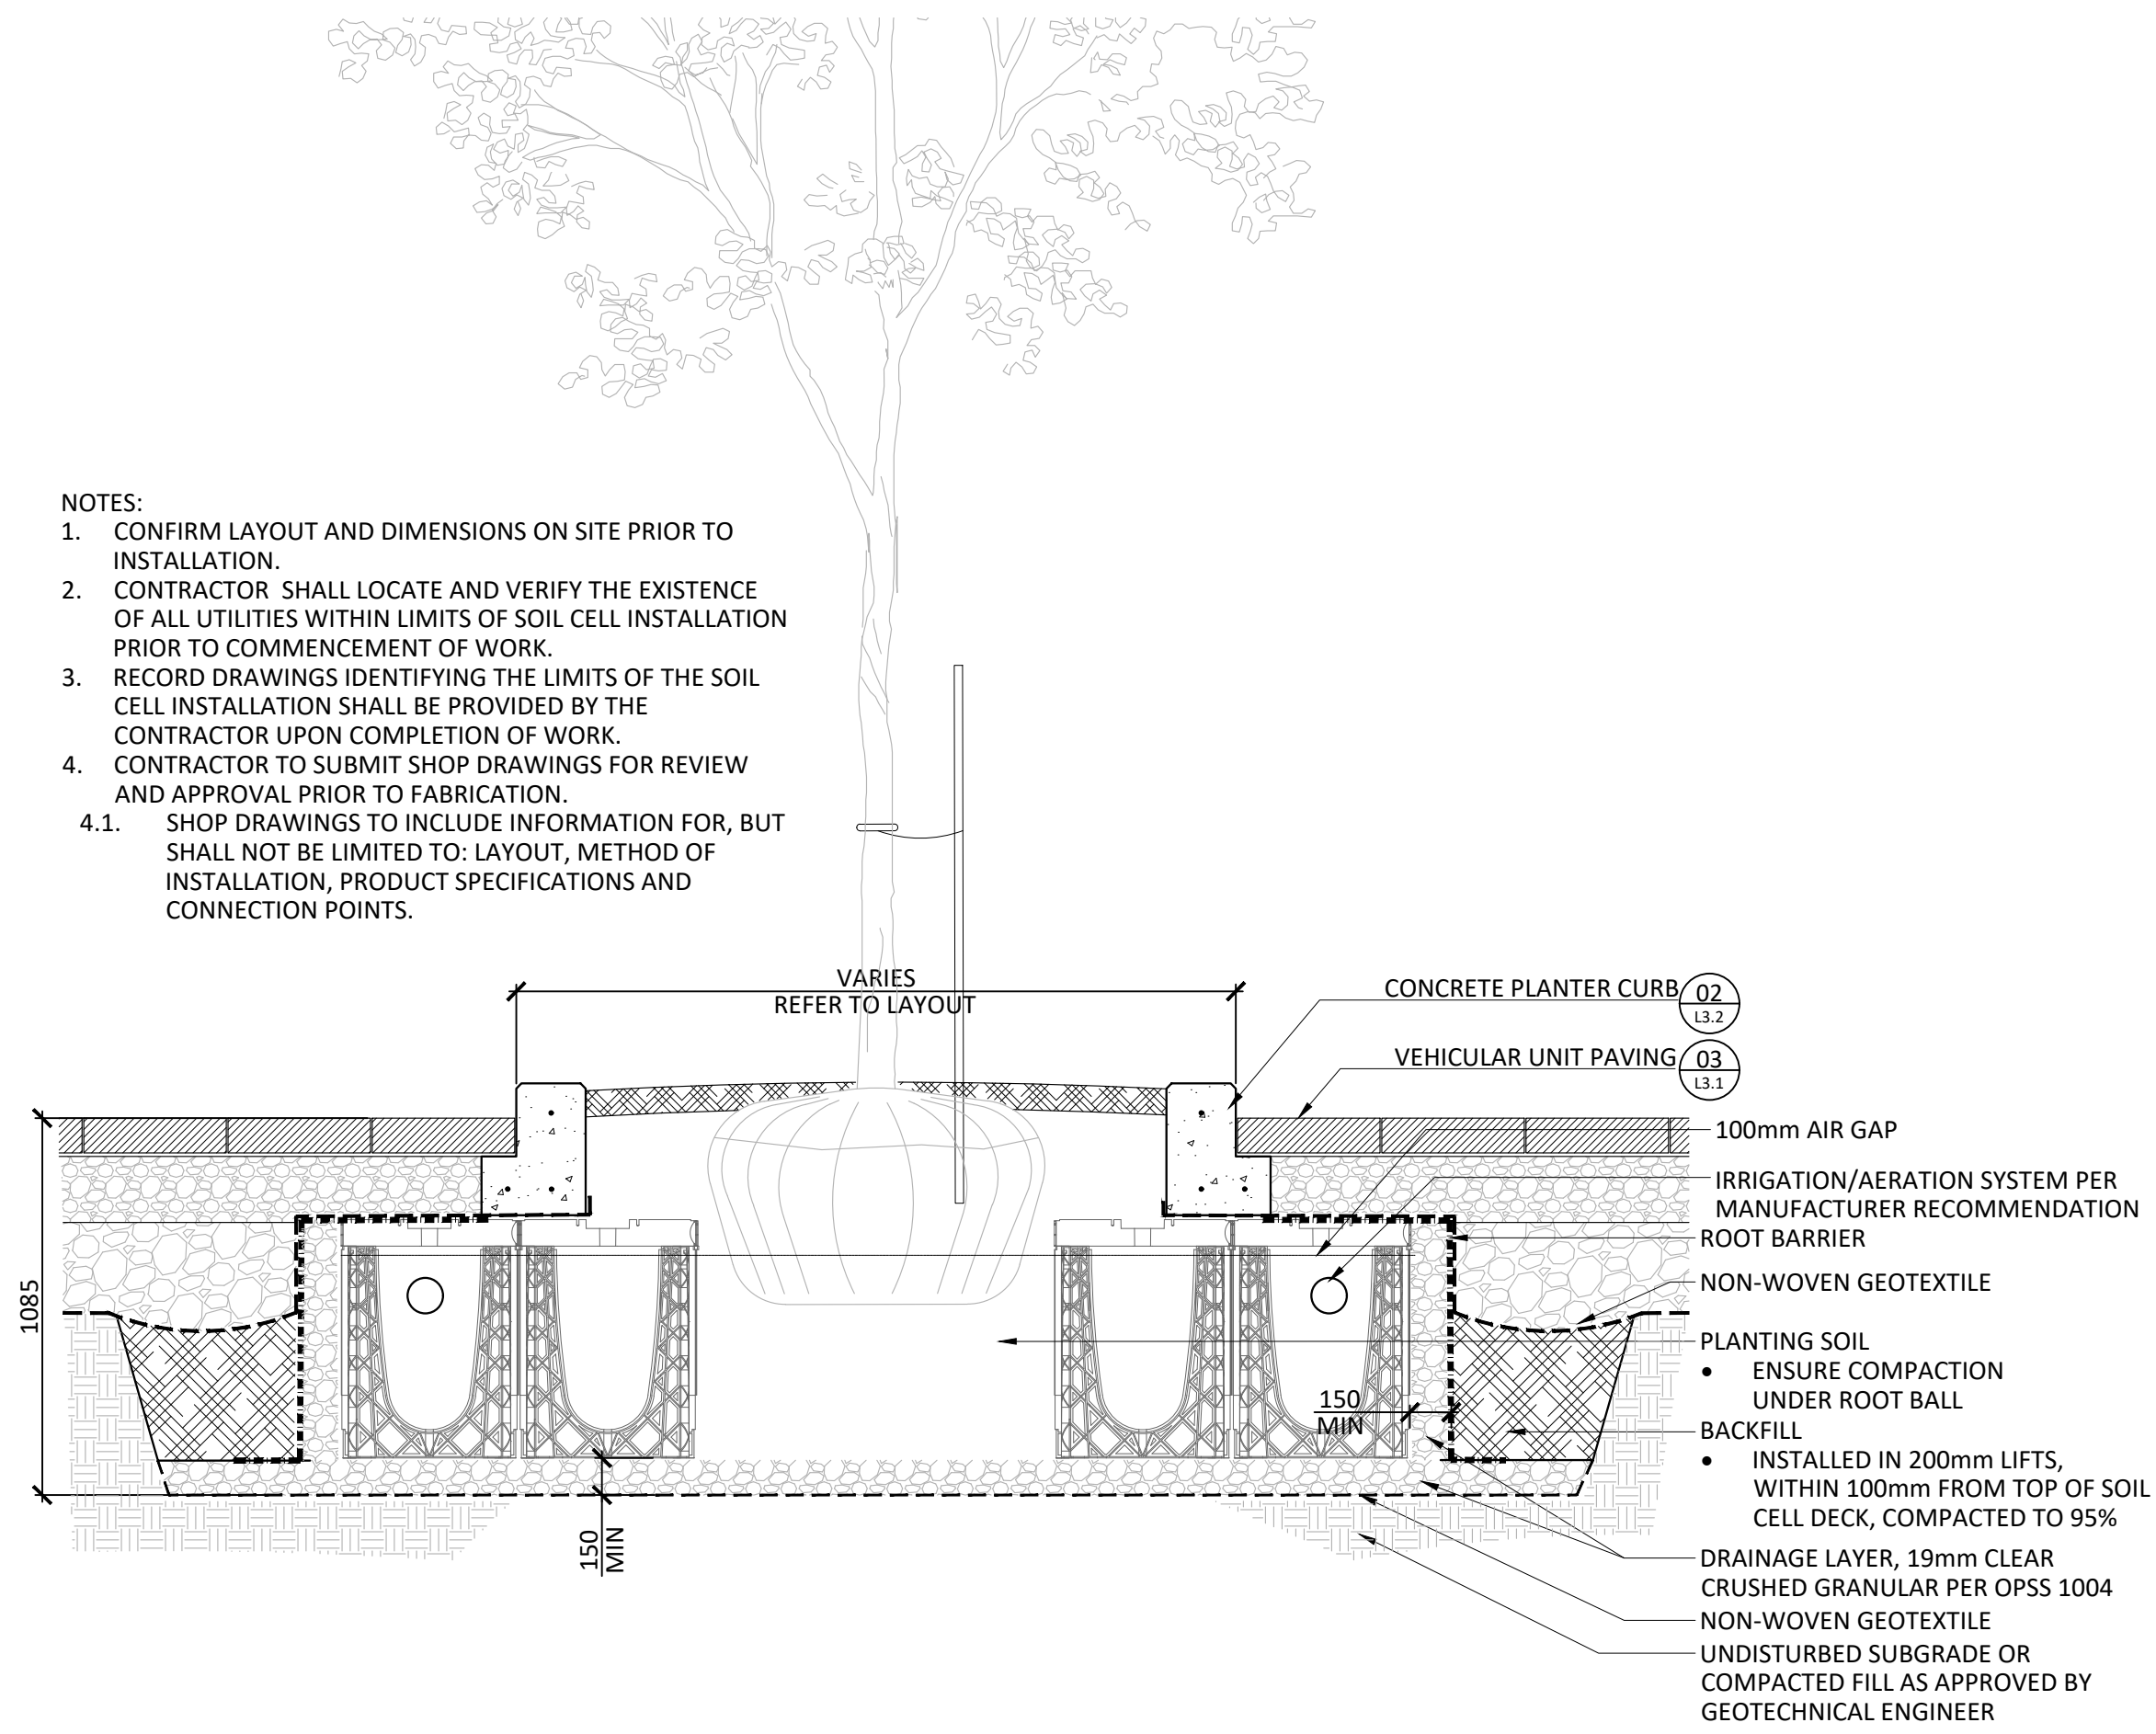 NOTES:
1. CONFIRM LAYOUT AND DIMENSIONS ON SITE PRIOR TO
INSTALLATION.
2. CONTRACTOR SHALL LOCATE AND VERIFY THE EXISTENCE
OF ALL UTILITIES WITHIN LIMITS OF SOIL CELL INSTALLATION
PRIOR TO COMMENCEMENT OF WORK.
3. RECORD DRAWINGS IDENTIFYING THE LIMITS OF THE SOIL
CELL INSTALLATION SHALL BE PROVIDED BY THE
CONTRACTOR UPON COMPLETION OF WORK.
4. CONTRACTOR TO SUBMIT SHOP DRAWINGS FOR REVIEW
AND APPROVAL PRIOR TO FABRICATION.
4.1. SHOP DRAWINGS TO INCLUDE INFORMATION FOR, BUT
SHALL NOT BE LIMITED TO: LAYOUT, METHOD OF
INSTALLATION, PRODUCT SPECIFICATIONS AND
CONNECTION POINTS.
VARIES
REFER TO LAYOUT
CONCRETE PLANTER CURB
02
L3.2
VEHICULAR UNIT PAVING
03
L3.1
100mm AIR GAP
IRRIGATION/AERATION SYSTEM PER
MANUFACTURER RECOMMENDATION
ROOT BARRIER
NON-WOVEN GEOTEXTILE
PLANTING SOIL
• ENSURE COMPACTION
UNDER ROOT BALL
BACKFILL
• INSTALLED IN 200mm LIFTS,
WITHIN 100mm FROM TOP OF SOIL
CELL DECK, COMPACTED TO 95%
DRAINAGE LAYER, 19mm CLEAR
CRUSHED GRANULAR PER OPSS 1004
NON-WOVEN GEOTEXTILE
UNDISTURBED SUBGRADE OR
COMPACTED FILL AS APPROVED BY
GEOTECHNICAL ENGINEER
1085
150
MIN
150
MIN